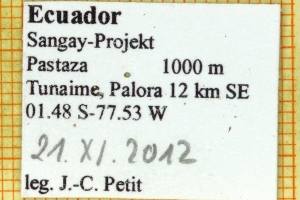 Ecuador
Sangay-Projekt
Pastaza 1000 m
Tunaime, Palora 12 km SE
01.48 S-77.53 W
21. XI. 2012
leg. J.-C. Petit